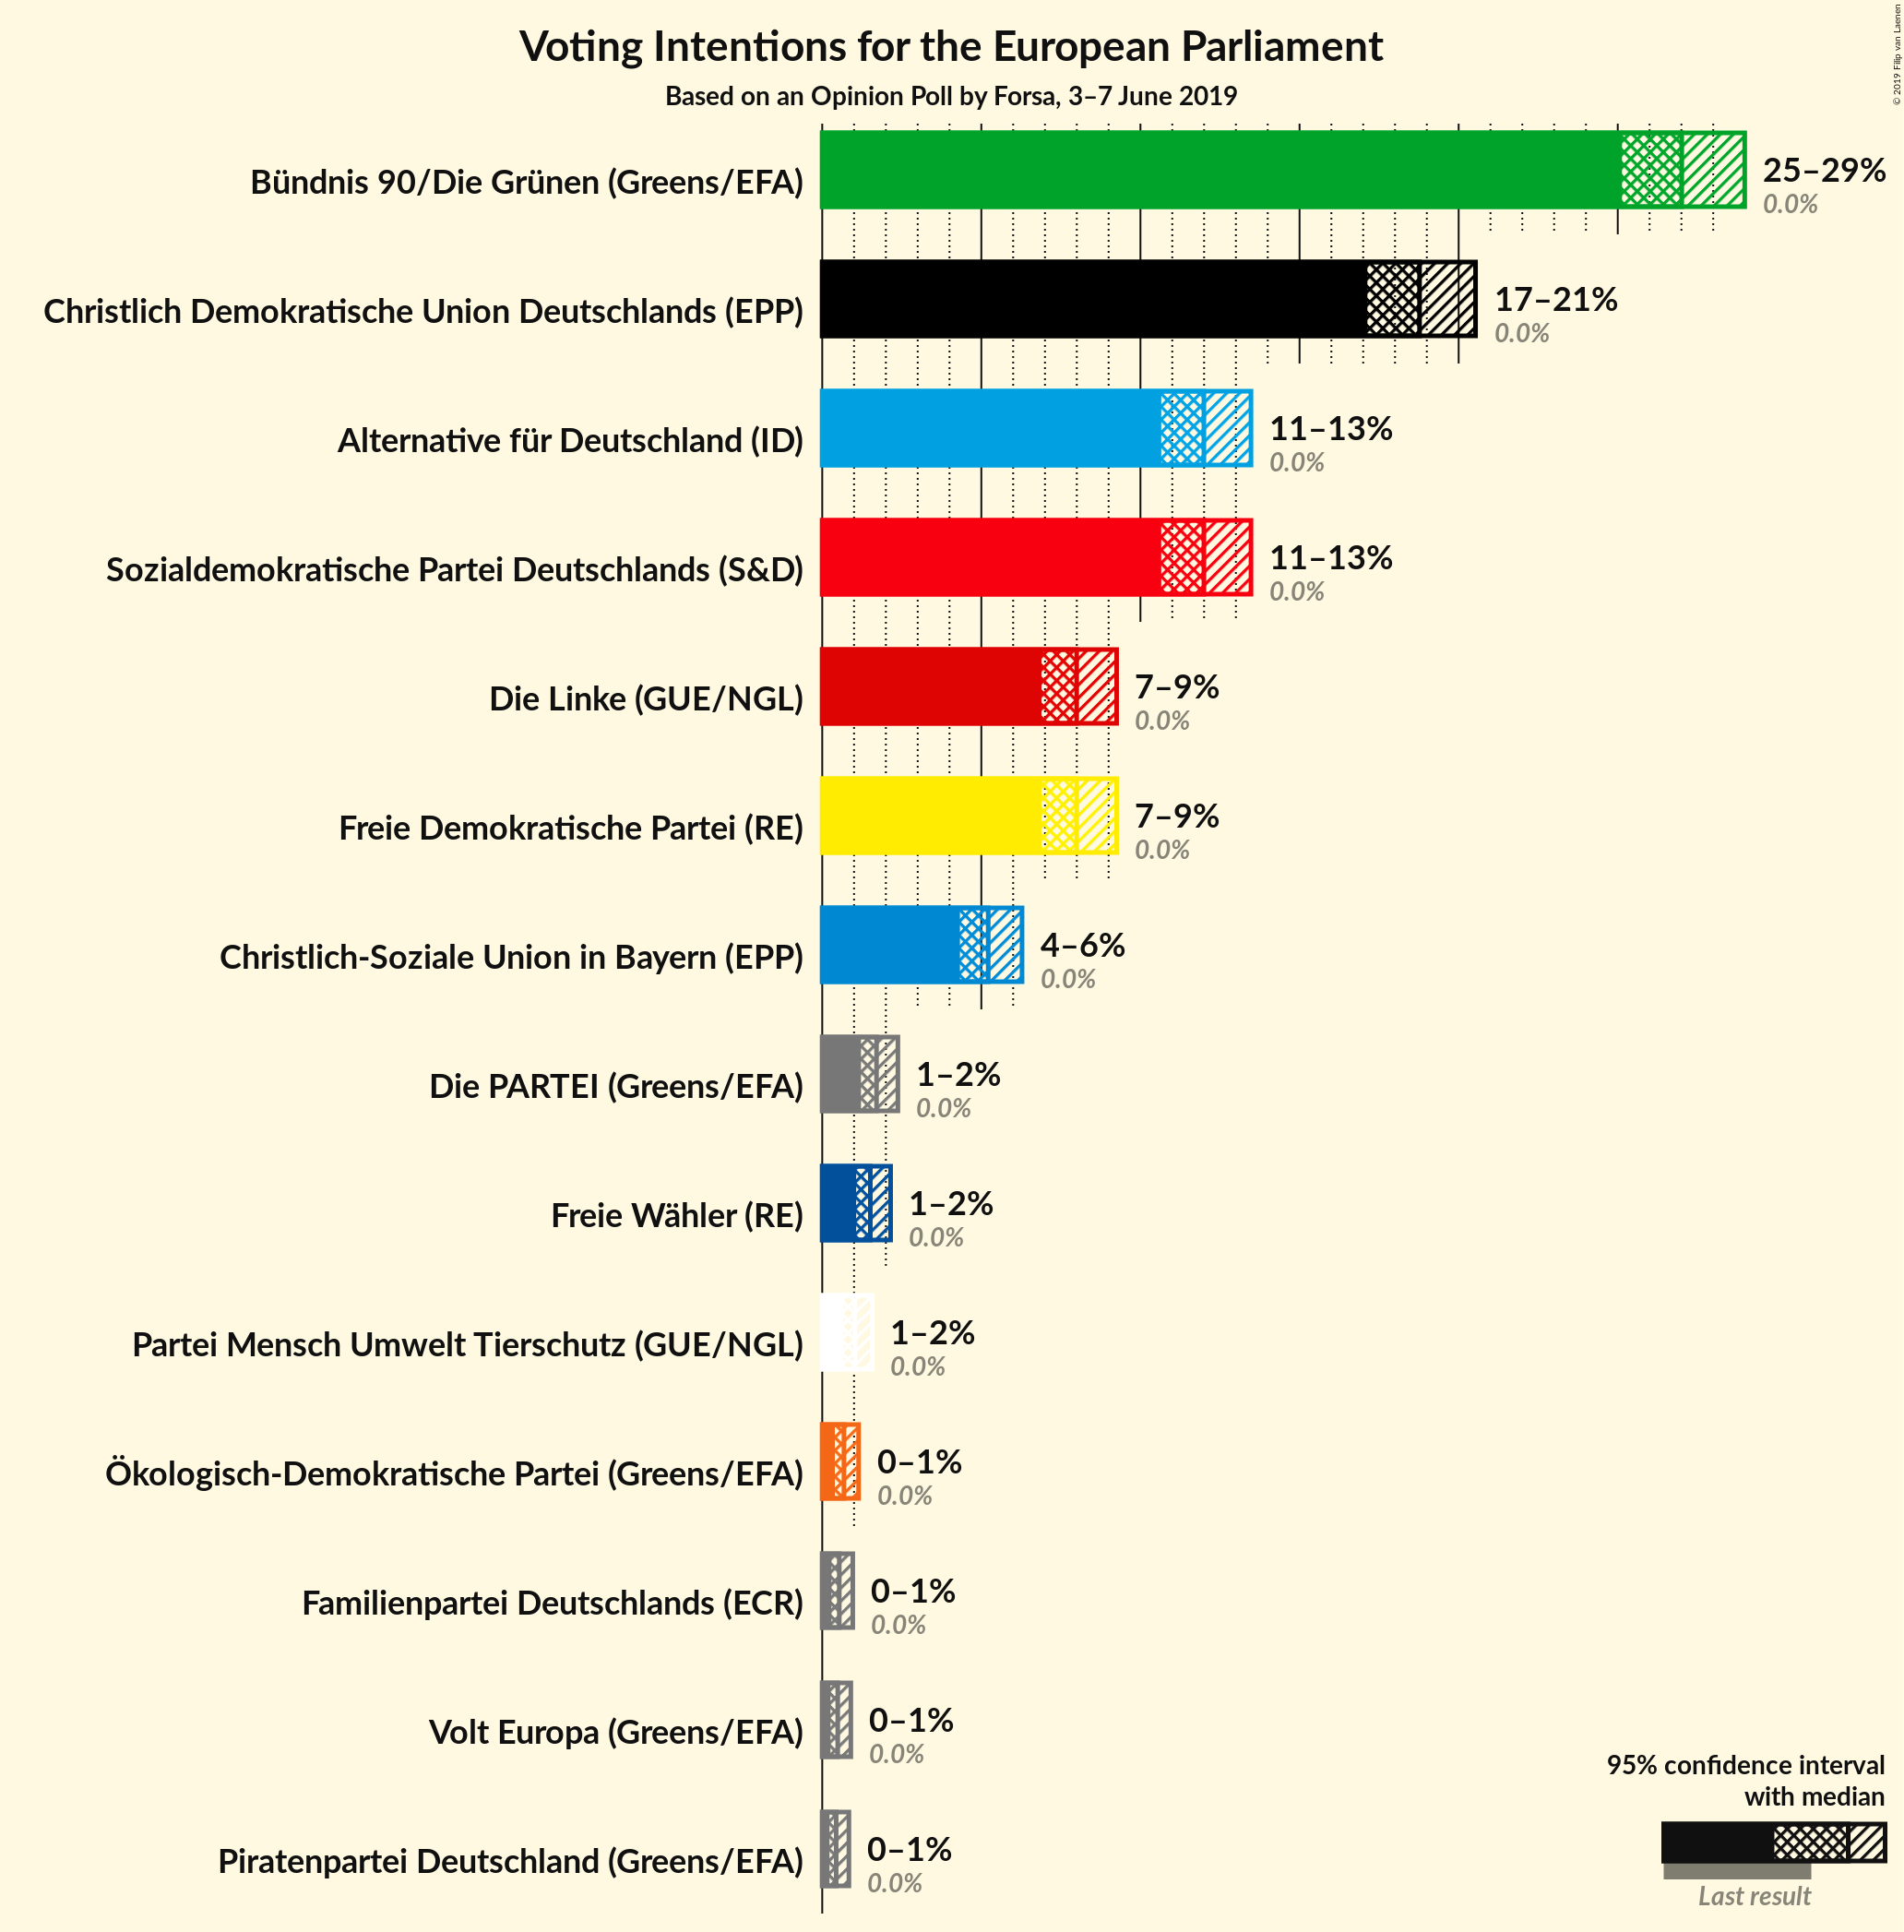 Voting Intentions for the European Parliament
Based on an Opinion Poll by Forsa, 3–7 June 2019
© 2019 Filip van Laenen
Bündnis 90/Die Grünen (Greens/EFA)
25–29%
0.0%
Christlich Demokratische Union Deutschlands (EPP)
17–21%
0.0%
Alternative für Deutschland (ID)
11–13%
0.0%
Sozialdemokratische Partei Deutschlands (S&D)
11–13%
0.0%
Die Linke (GUE/NGL)
7–9%
0.0%
Freie Demokratische Partei (RE)
7–9%
0.0%
Christlich-Soziale Union in Bayern (EPP)
4–6%
0.0%
Die PARTEI (Greens/EFA)
1–2%
0.0%
Freie Wähler (RE)
1–2%
0.0%
Partei Mensch Umwelt Tierschutz (GUE/NGL)
1–2%
0.0%
Ökologisch-Demokratische Partei (Greens/EFA)
0–1%
0.0%
Familienpartei Deutschlands (ECR)
0–1%
0.0%
Volt Europa (Greens/EFA)
0–1%
0.0%
Piratenpartei Deutschland (Greens/EFA)
0–1%
0.0%
95% confidence interval
with median
Last result